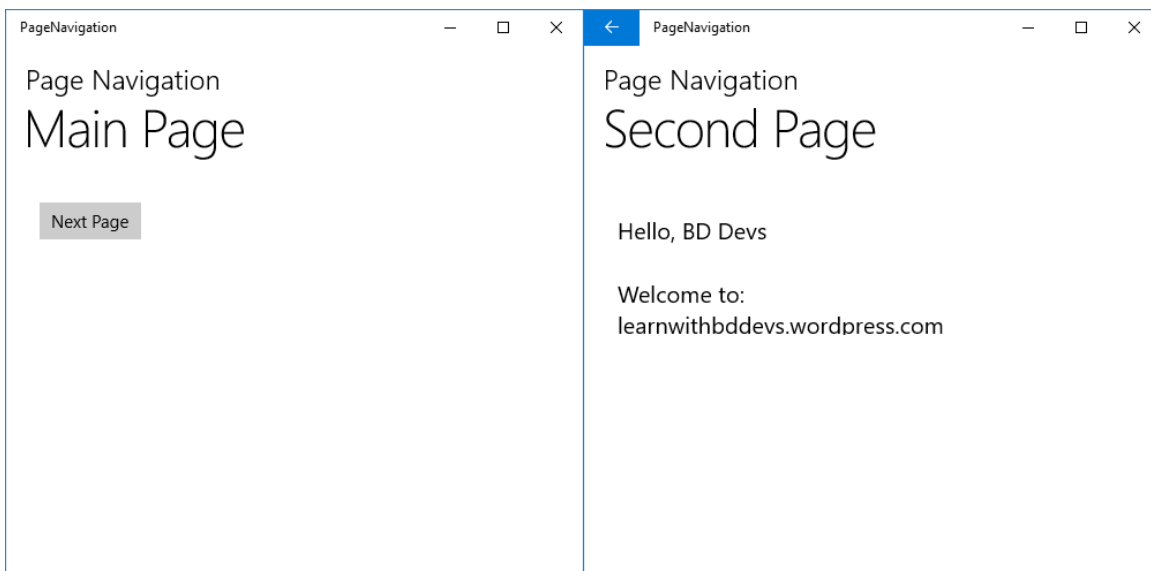 PageNavigation
Page Navigation
Main Page
Next Page
PageNavigation
Page Navigation
Second Page
Hello, BD Devs
Welcome to:
learnwithbddevs.wordpress.com